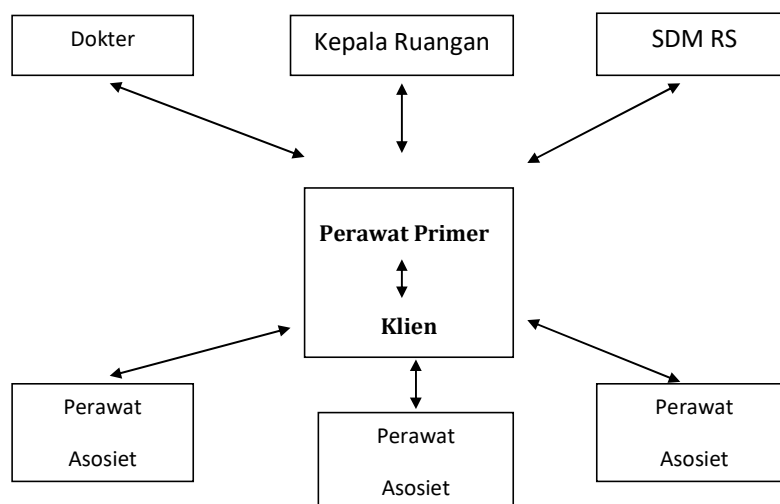 Dokter
Kepala Ruangan
SDM RS
Perawat Primer
Klien
Perawat
Asosiet
Perawat
Asosiet
Perawat
Asosiet